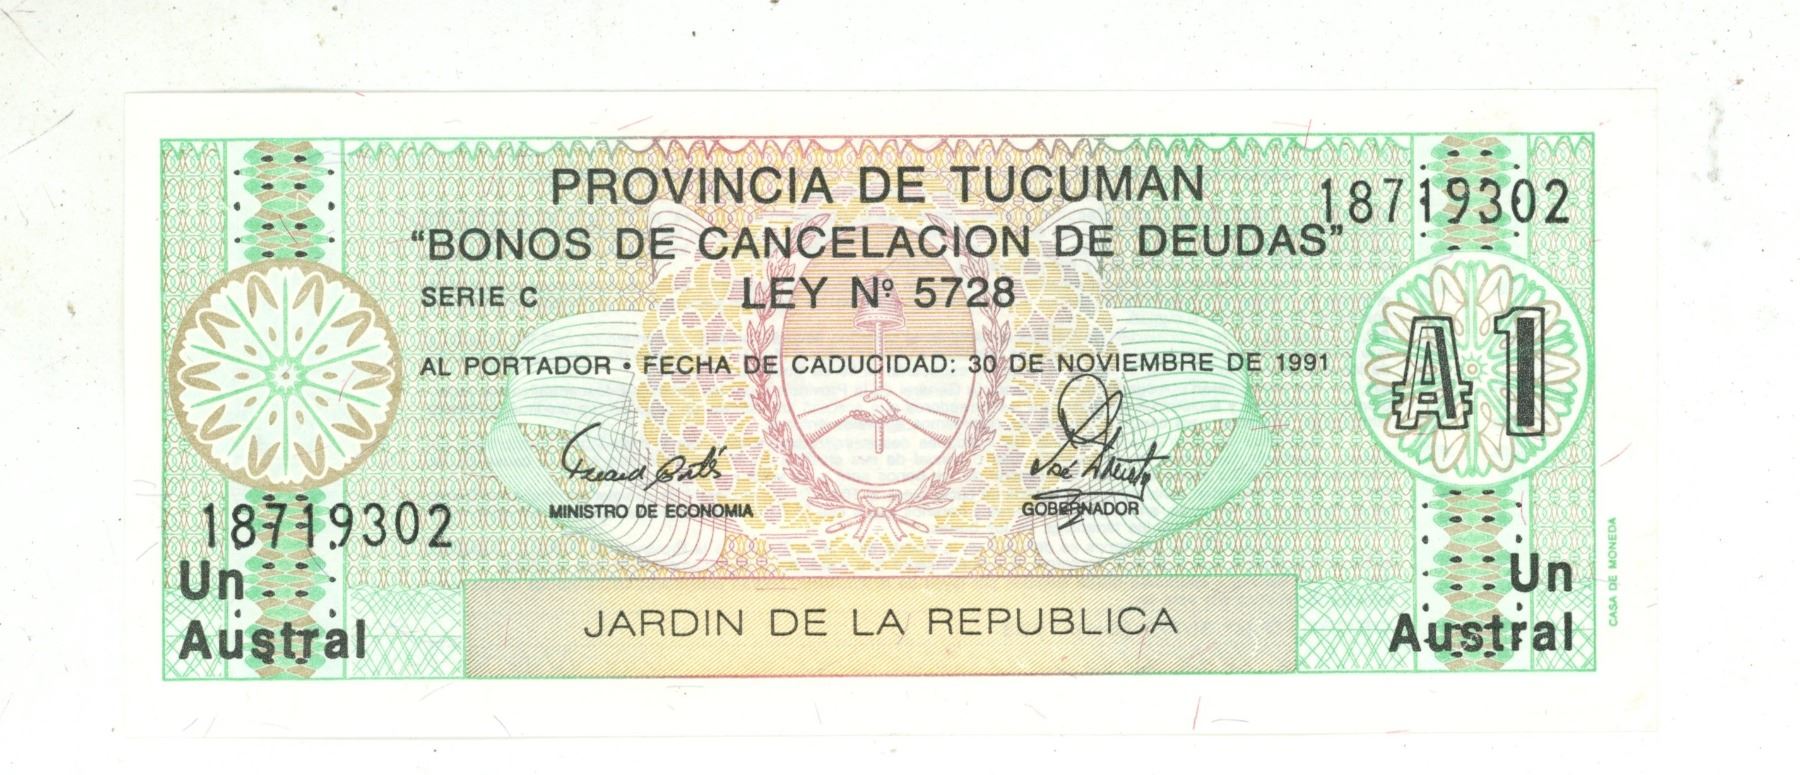 PROVINCIA DE TUCUMAN
18719302
“BONOS DE CANCELACION DE DEUDAS”
SERIE C
LEY Nº 5728
A 1
AL PORTADOR • FECHA DE CADUCIDAD: 30 DE NOVIEMBRE DE 1991
MINISTRO DE ECONOMIA
GOBERNADOR
18719302
Un
Austral
Un
Austral
JARDIN DE LA REPUBLICA
CASA DE MONEDA